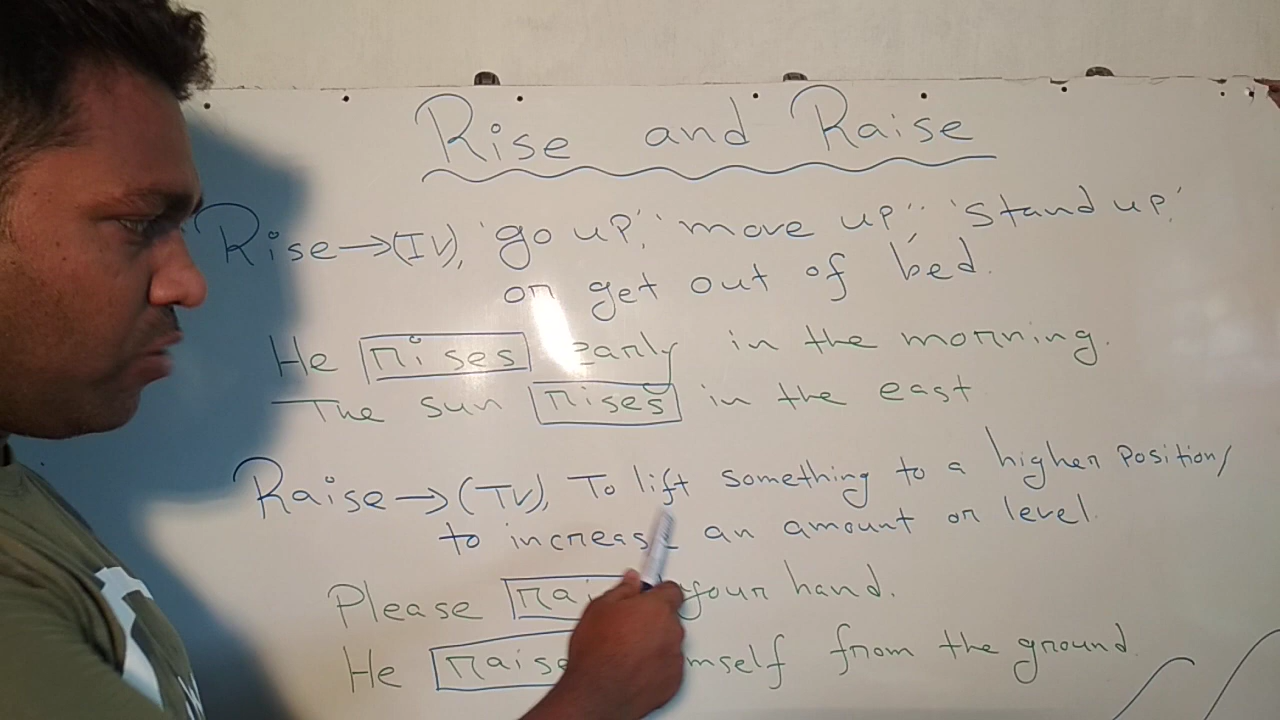 Rise and Raise
Rise→(IV), 'go up', 'move up', 'stand up',
or get out of bed.
He rises early in the morning.
The sun rises in the east
Raise→(TV), To lift something to a higher position/
to increase an amount or level.
Please your hand.
He from the ground.